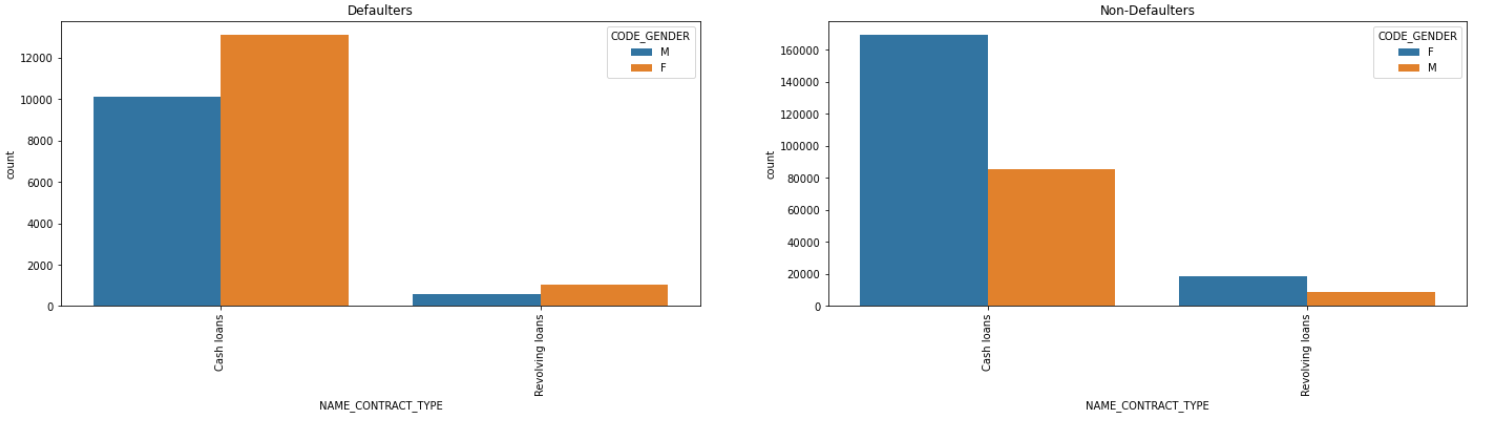 Defaulters
CODE_GENDER
M
F
12000
10000
8000
6000
4000
2000
0
count
Cash loans
Revolving loans
NAME_CONTRACT_TYPE
Non-Defaulters
CODE_GENDER
F
M
160000
140000
120000
100000
80000
60000
40000
20000
0
count
Cash loans
Revolving loans
NAME_CONTRACT_TYPE